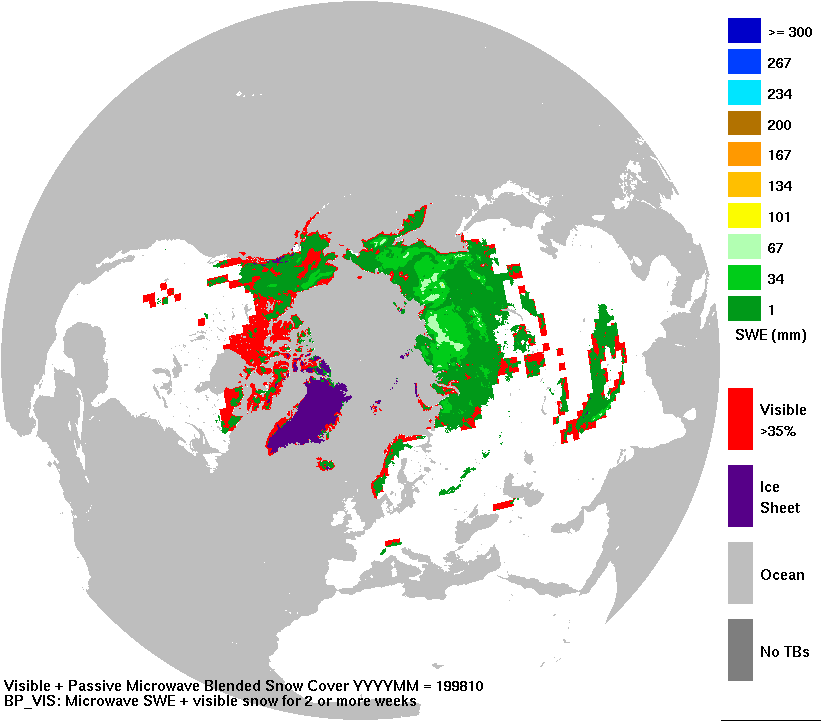 >= 300
267
234
200
167
134
101
67
34
1
SWE (mm)
Visible
>35%
Ice
Sheet
Ocean
No TBs
Visible + Passive Microwave Blended Snow Cover YYYYMM = 199810
BP_VIS: Microwave SWE + visible snow for 2 or more weeks